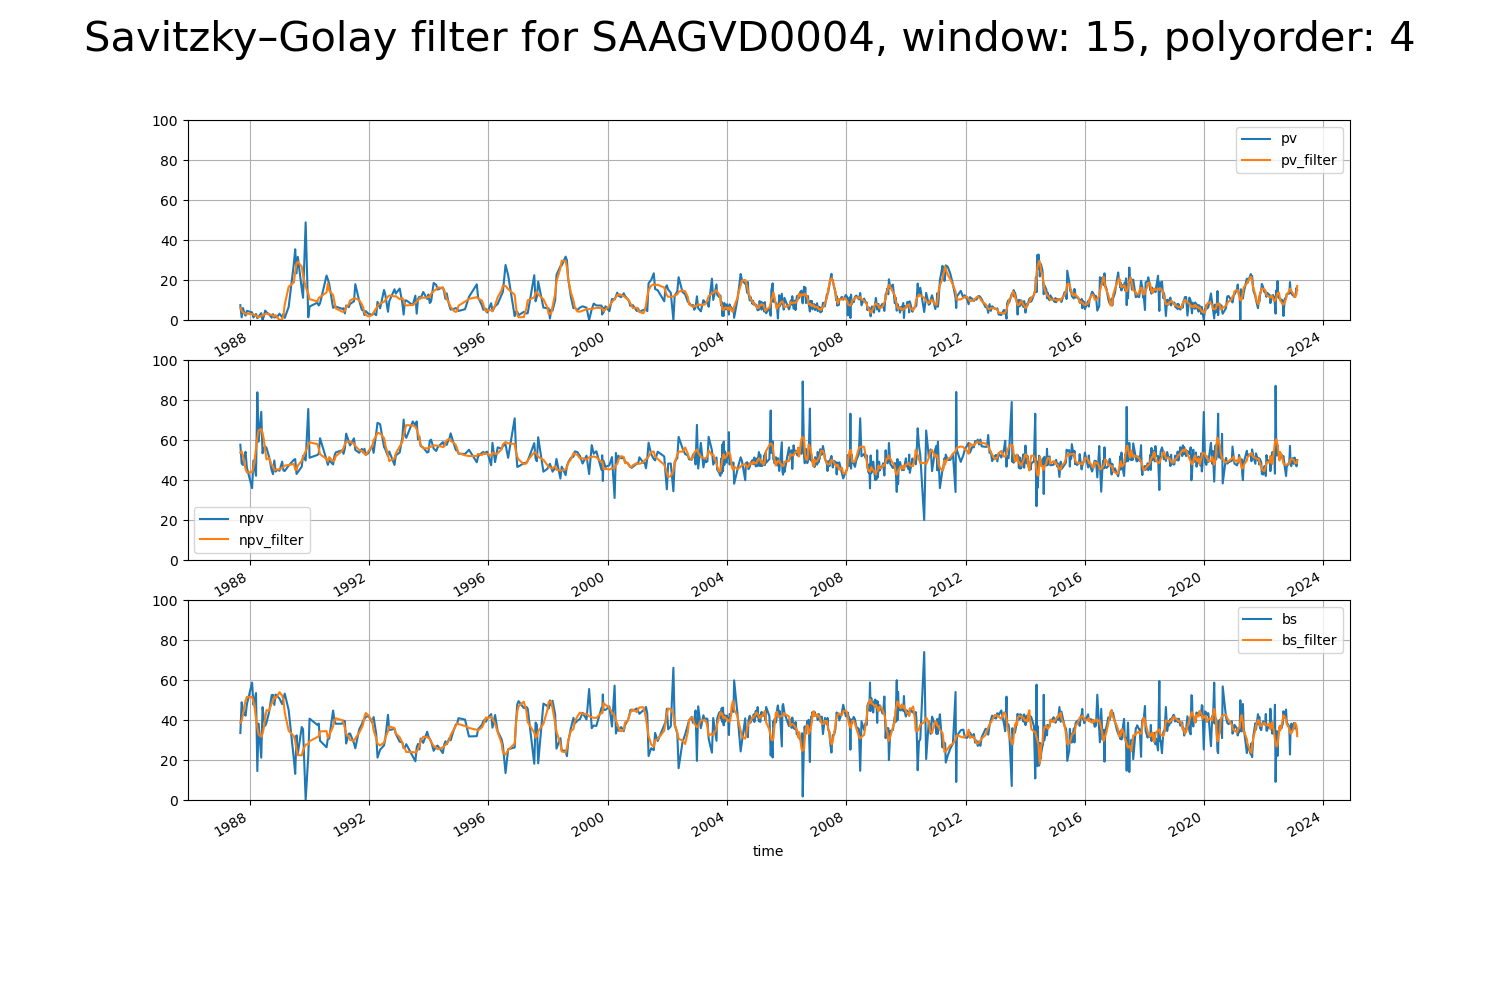 Savitzky–Golay filter for SAAGVD0004, window: 15, polyorder: 4
100
80
60
40
20
0
pv
pv_filter
1988 1992 1996 2000 2004 2008 2012 2016 2020 2024
100
80
60
40
20
0
npv
npv_filter
1988 1992 1996 2000 2004 2008 2012 2016 2020 2024
100
80
60
40
20
0
bs
bs_filter
1988 1992 1996 2000 2004 2008 2012 2016 2020 2024
time